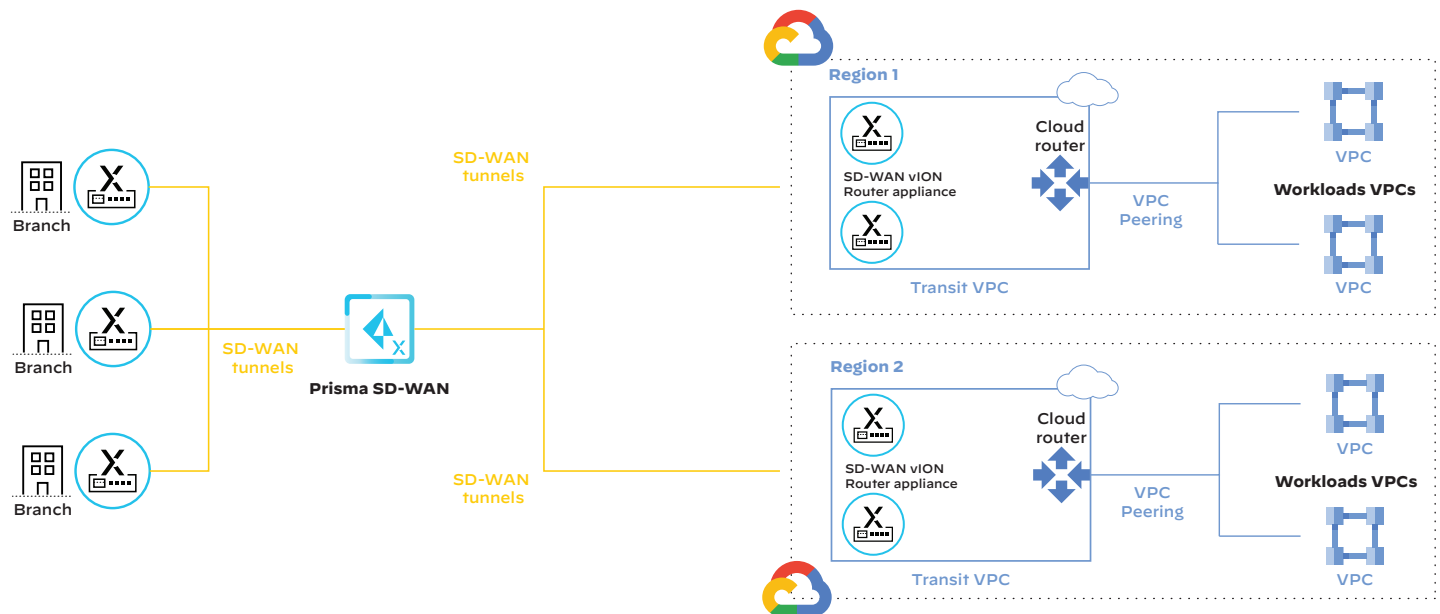 Branch
Branch
Branch
SD-WAN
tunnels
Prisma SD-WAN
SD-WAN
tunnels
SD-WAN
tunnels
Region 1
SD-WAN vION
Router appliance
Cloud
router
Transit VPC
VPC
Peering
VPC
Workloads VPCs
VPC
Region 2
SD-WAN vION
Router appliance
Cloud
router
Transit VPC
VPC
Peering
VPC
Workloads VPCs
VPC